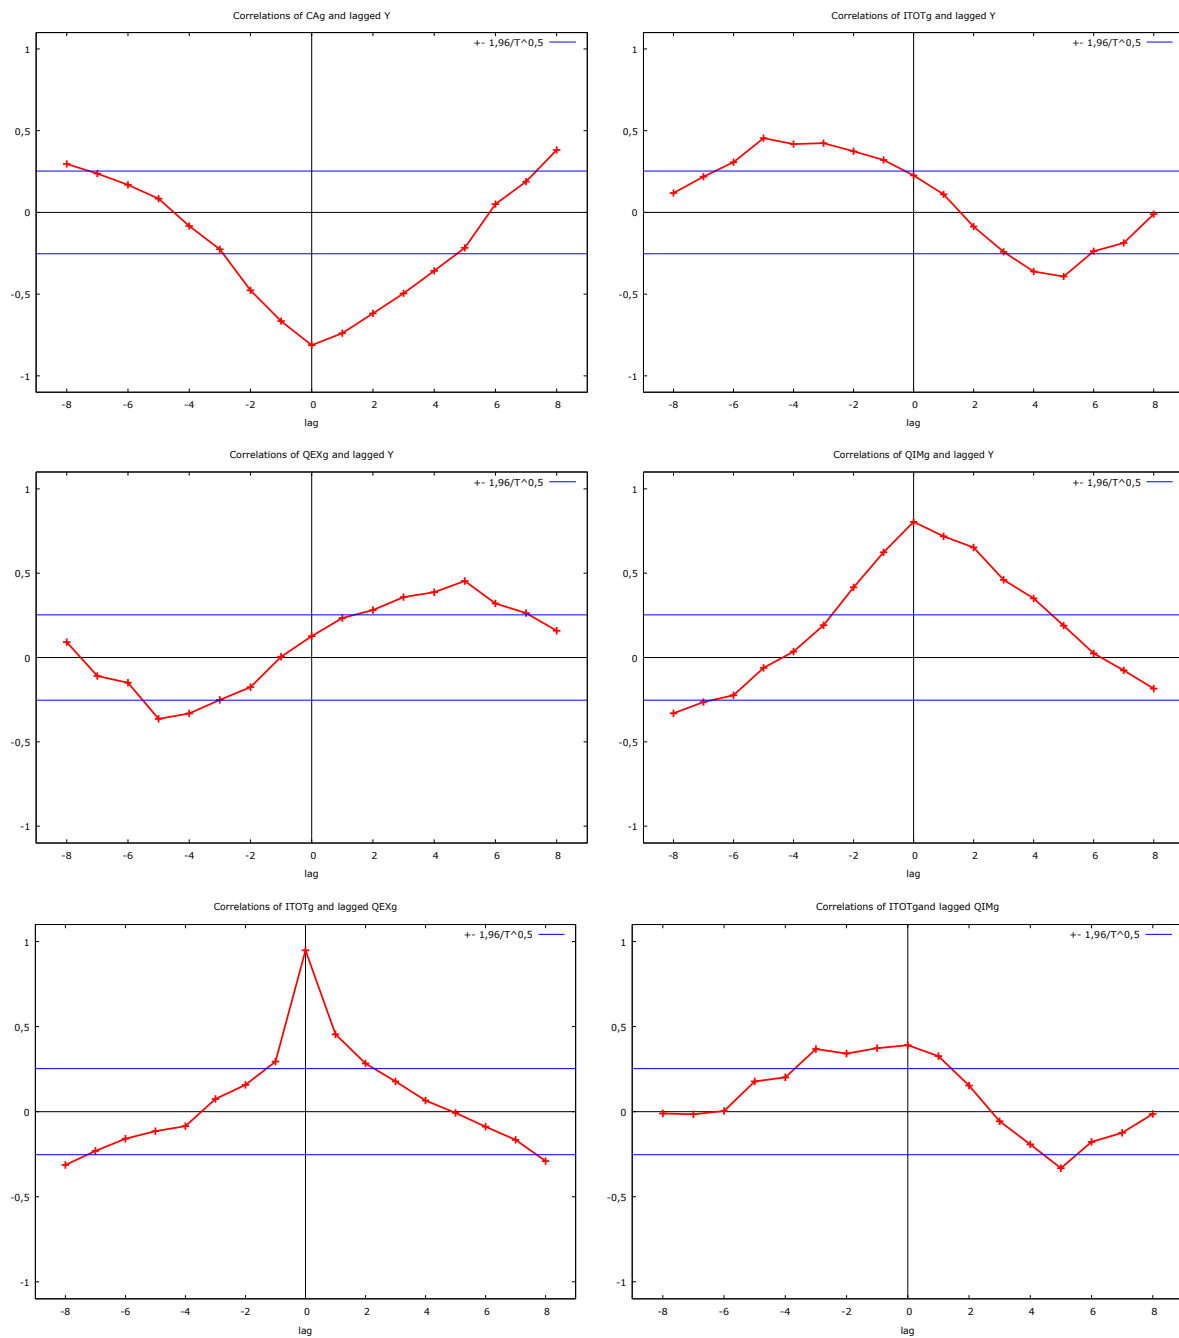 Correlations of CAg and lagged Y
+- 1,96/T^0,5
1
0,5
0
-0,5
-1
-8 -6 -4 -2 0 2 4 6 8
lag
Correlations of ITOTg and lagged Y
+- 1,96/T^0,5
1
0,5
0
-0,5
-1
-8 -6 -4 -2 0 2 4 6 8
lag
Correlations of QEXg and lagged Y
+- 1,96/T^0,5
1
0,5
0
-0,5
-1
-8 -6 -4 -2 0 2 4 6 8
lag
Correlations of QIMg and lagged Y
+- 1,96/T^0,5
1
0,5
0
-0,5
-1
-8 -6 -4 -2 0 2 4 6 8
lag
Correlations of ITOTg and lagged QEXg
+- 1,96/T^0,5
1
0,5
0
-0,5
-1
-8 -6 -4 -2 0 2 4 6 8
lag
Correlations of ITOTgand lagged QIMg
+- 1,96/T^0,5
1
0,5
0
-0,5
-1
-8 -6 -4 -2 0 2 4 6 8
lag